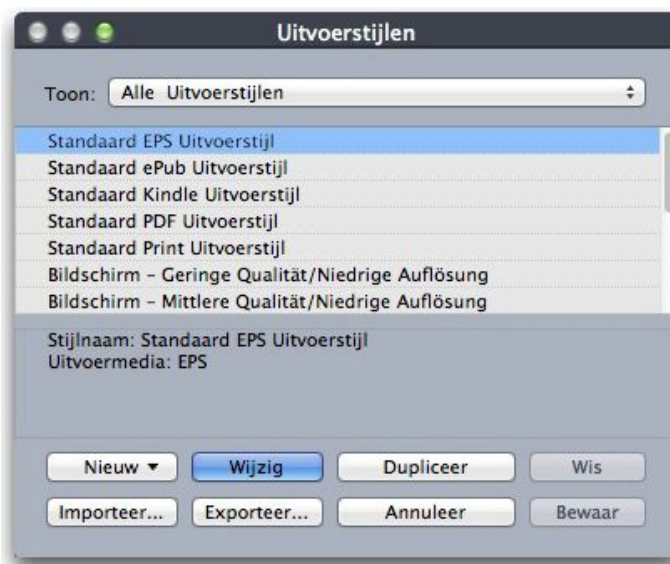 Uitvoerstijlen
Toon: Alle Uitvoerstijlen
Standaard EPS Uitvoerstijl
Standaard ePub Uitvoerstijl
Standaard Kindle Uitvoerstijl
Standaard PDF Uitvoerstijl
Standaard Print Uitvoerstijl
Bildschirm – Geringe Qualität/Niedrige Auflösung
Bildschirm – Mittlere Qualität/Niedrige Auflösung
Stijlnaam: Standaard EPS Uitvoerstijl
Uitvoermedia: EPS
Nieuw Wijzig Dupliceer Wis
Importeer... Exporteer... Annuleer Bewaar